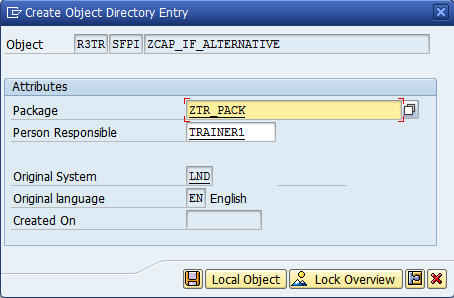 Create Object Directory Entry
Object R3TR SFPI ZCAP_IF_ALTERNATIVE
Attributes
Package ZTR_PACK
Person Responsible TRAINER1
Original System LND
Original language EN English
Created On
Local Object Lock Overview